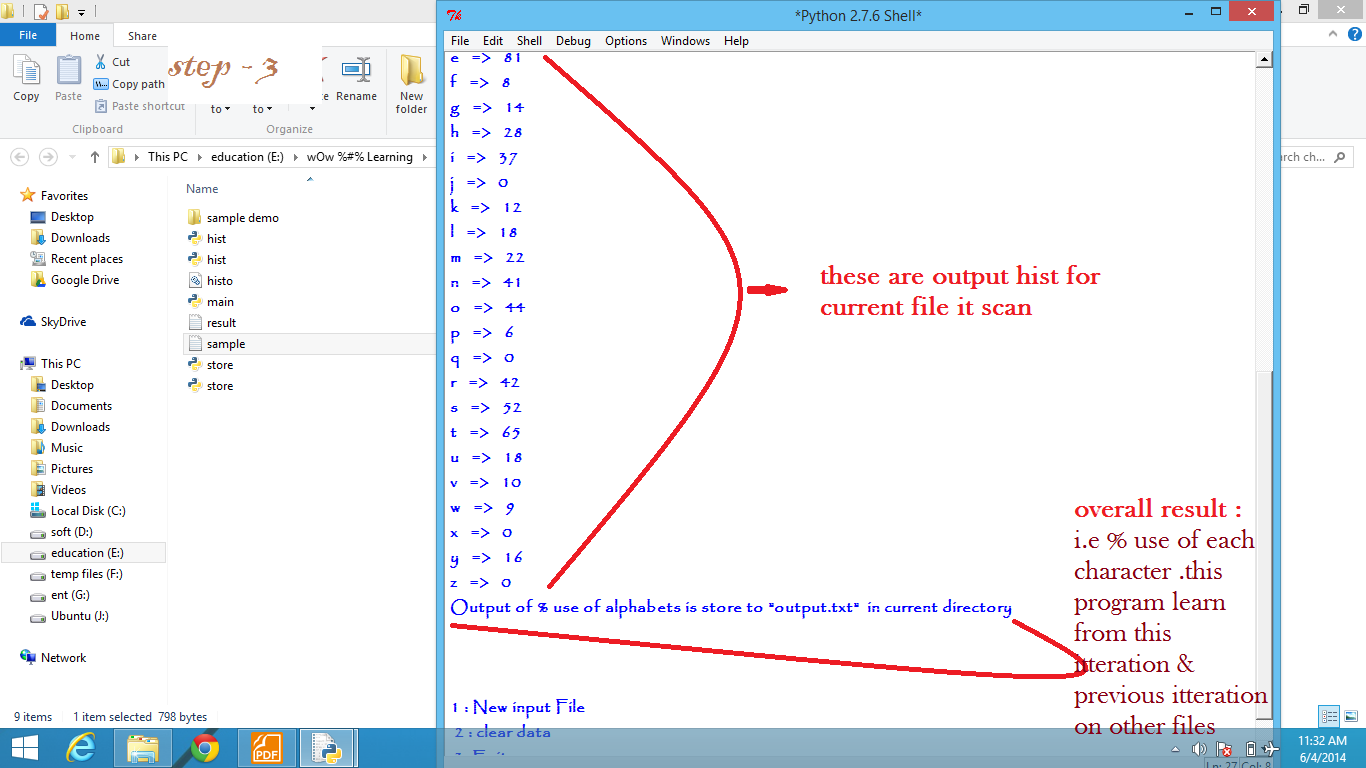 *Python 2.7.6 Shell*
File
Home
Share
File Edit Shell Debug Options Windows Help
step - 3
Copy
Paste
Cut
Copy path
Paste shortcut
to
to
Rename
New folder
Clipboard
Organize
This PC
education (E:)
wOw %#% Learning
Favorites
Desktop
Downloads
Recent places
Google Drive
SkyDrive
This PC
Desktop
Documents
Downloads
Music
Pictures
Videos
Local Disk (C:)
soft (D:)
education (E:)
temp files (F:)
ent (G:)
Ubuntu (J:)
Network
Name
sample demo
hist
hist
histo
main
result
sample
store
store
e => 81
f => 8
g => 14
h => 28
i => 37
j => 0
k => 12
l => 18
m => 22
n => 41
o => 44
p => 6
q => 0
r => 42
s => 52
t => 65
u => 18
v => 10
w => 9
x => 0
y => 16
z => 0
Output of % use of alphabets is store to "output.txt" in current directory
1 : New input File
2 : clear data
these are output hist for
current file it scan
overall result :
i.e % use of each
character .this
program learn
from this
itteration &
previous itteration
on other files
9 items
1 item selected 798 bytes
Ln: 27 Col: 8
PDF
11:32 AM
6/4/2014